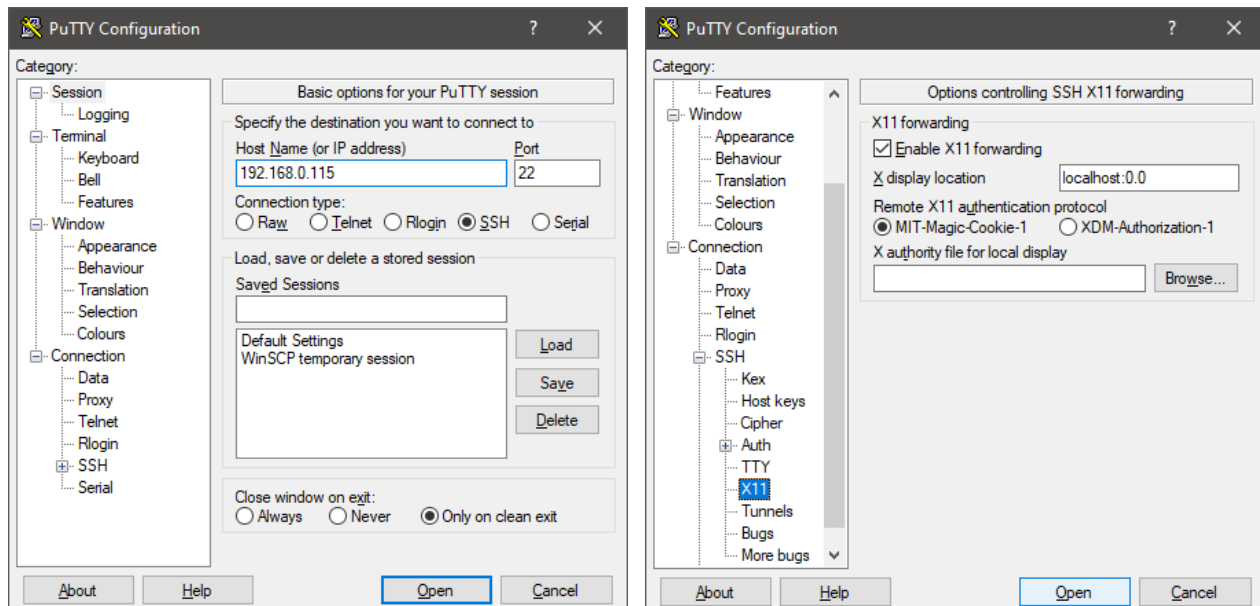 PuTTY Configuration ? ×
Category:
Session
Logging
Terminal
Keyboard
Bell
Features
Window
Appearance
Behaviour
Translation
Selection
Colours
Connection
Data
Proxy
Telnet
Rlogin
SSH
Serial
Basic options for your PuTTY session
Specify the destination you want to connect to
Host Name (or IP address) Port
192.168.0.115 22
Connection type:
Raw Telnet Rlogin SSH Serial
Load, save or delete a stored session
Saved Sessions
Default Settings
WinSCP temporary session
Load
Save
Delete
Close window on exit:
Always Never Only on clean exit
About Help Open Cancel
PuTTY Configuration ? ×
Category:
Features
Window
Appearance
Behaviour
Translation
Selection
Colours
Connection
Data
Proxy
Telnet
Rlogin
SSH
Kex
Host keys
Cipher
Auth
TTY
X11
Tunnels
Bugs
More bugs
Options controlling SSH X11 forwarding
X11 forwarding
Enable X11 forwarding
X display location localhost:0.0
Remote X11 authentication protocol
MIT-Magic-Cookie-1 XDM-Authorization-1
X authority file for local display
Browse...
About Help Open Cancel